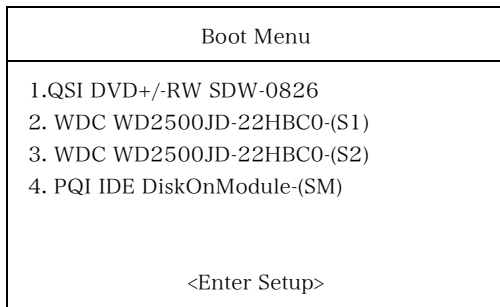 Boot Menu
1.QSI DVD+/-RW SDW-0826
2. WDC WD2500JD-22HBC0-(S1)
3. WDC WD2500JD-22HBC0-(S2)
4. PQI IDE DiskOnModule-(SM)
<Enter Setup>